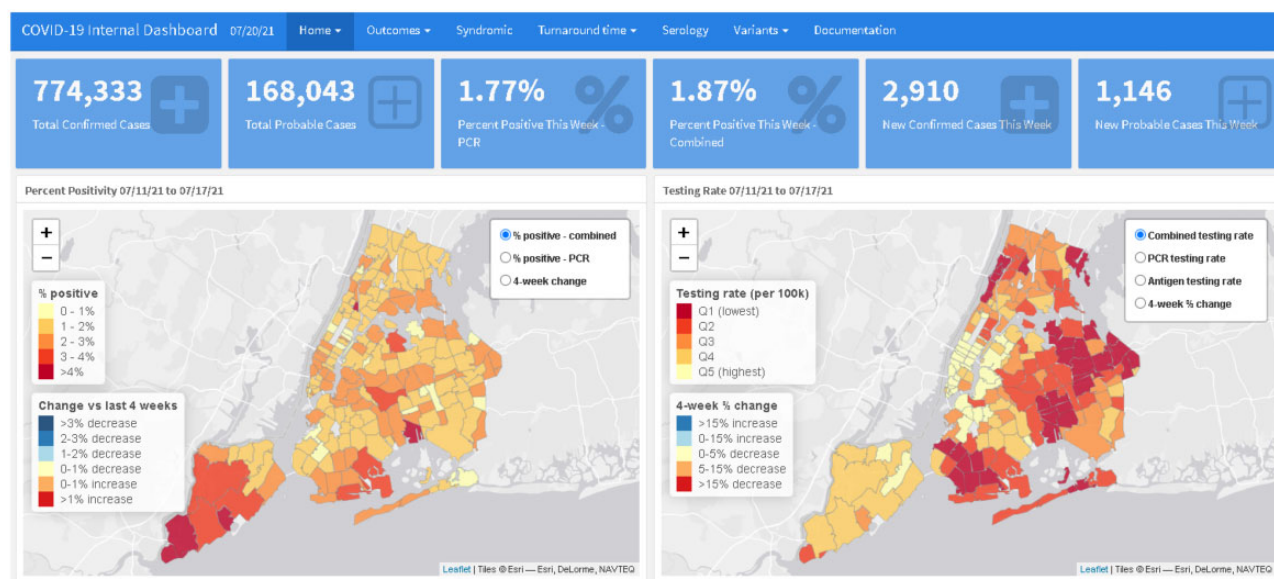 COVID-19 Internal Dashboard 07/20/21 Home Outcomes Syndromic Turnaround time Serology Variants Documentation
774,333
Total Confirmed Cases
168,043
Total Probable Cases
1.77%
Percent Positive This Week -
PCR
1.87%
Percent Positive This Week -
Combined
2,910
New Confirmed Cases This Week
1,146
New Probable Cases This Week
Percent Positivity 07/11/21 to 07/17/21
+
−
% positive - combined
% positive - PCR
4-week change
% positive
0 - 1%
1 - 2%
2 - 3%
3 - 4%
>4%
Change vs last 4 weeks
>3% decrease
2-3% decrease
1-2% decrease
0-1% decrease
0-1% increase
>1% increase
Leaflet | Tiles © Esri — Esri, DeLorme, NAVTEQ
Testing Rate 07/11/21 to 07/17/21
+
−
Combined testing rate
PCR testing rate
Antigen testing rate
4-week % change
Testing rate (per 100k)
Q1 (lowest)
Q2
Q3
Q4
Q5 (highest)
4-week % change
>15% increase
0-15% increase
0-5% decrease
5-15% decrease
>15% decrease
Leaflet | Tiles © Esri — Esri, DeLorme, NAVTEQ